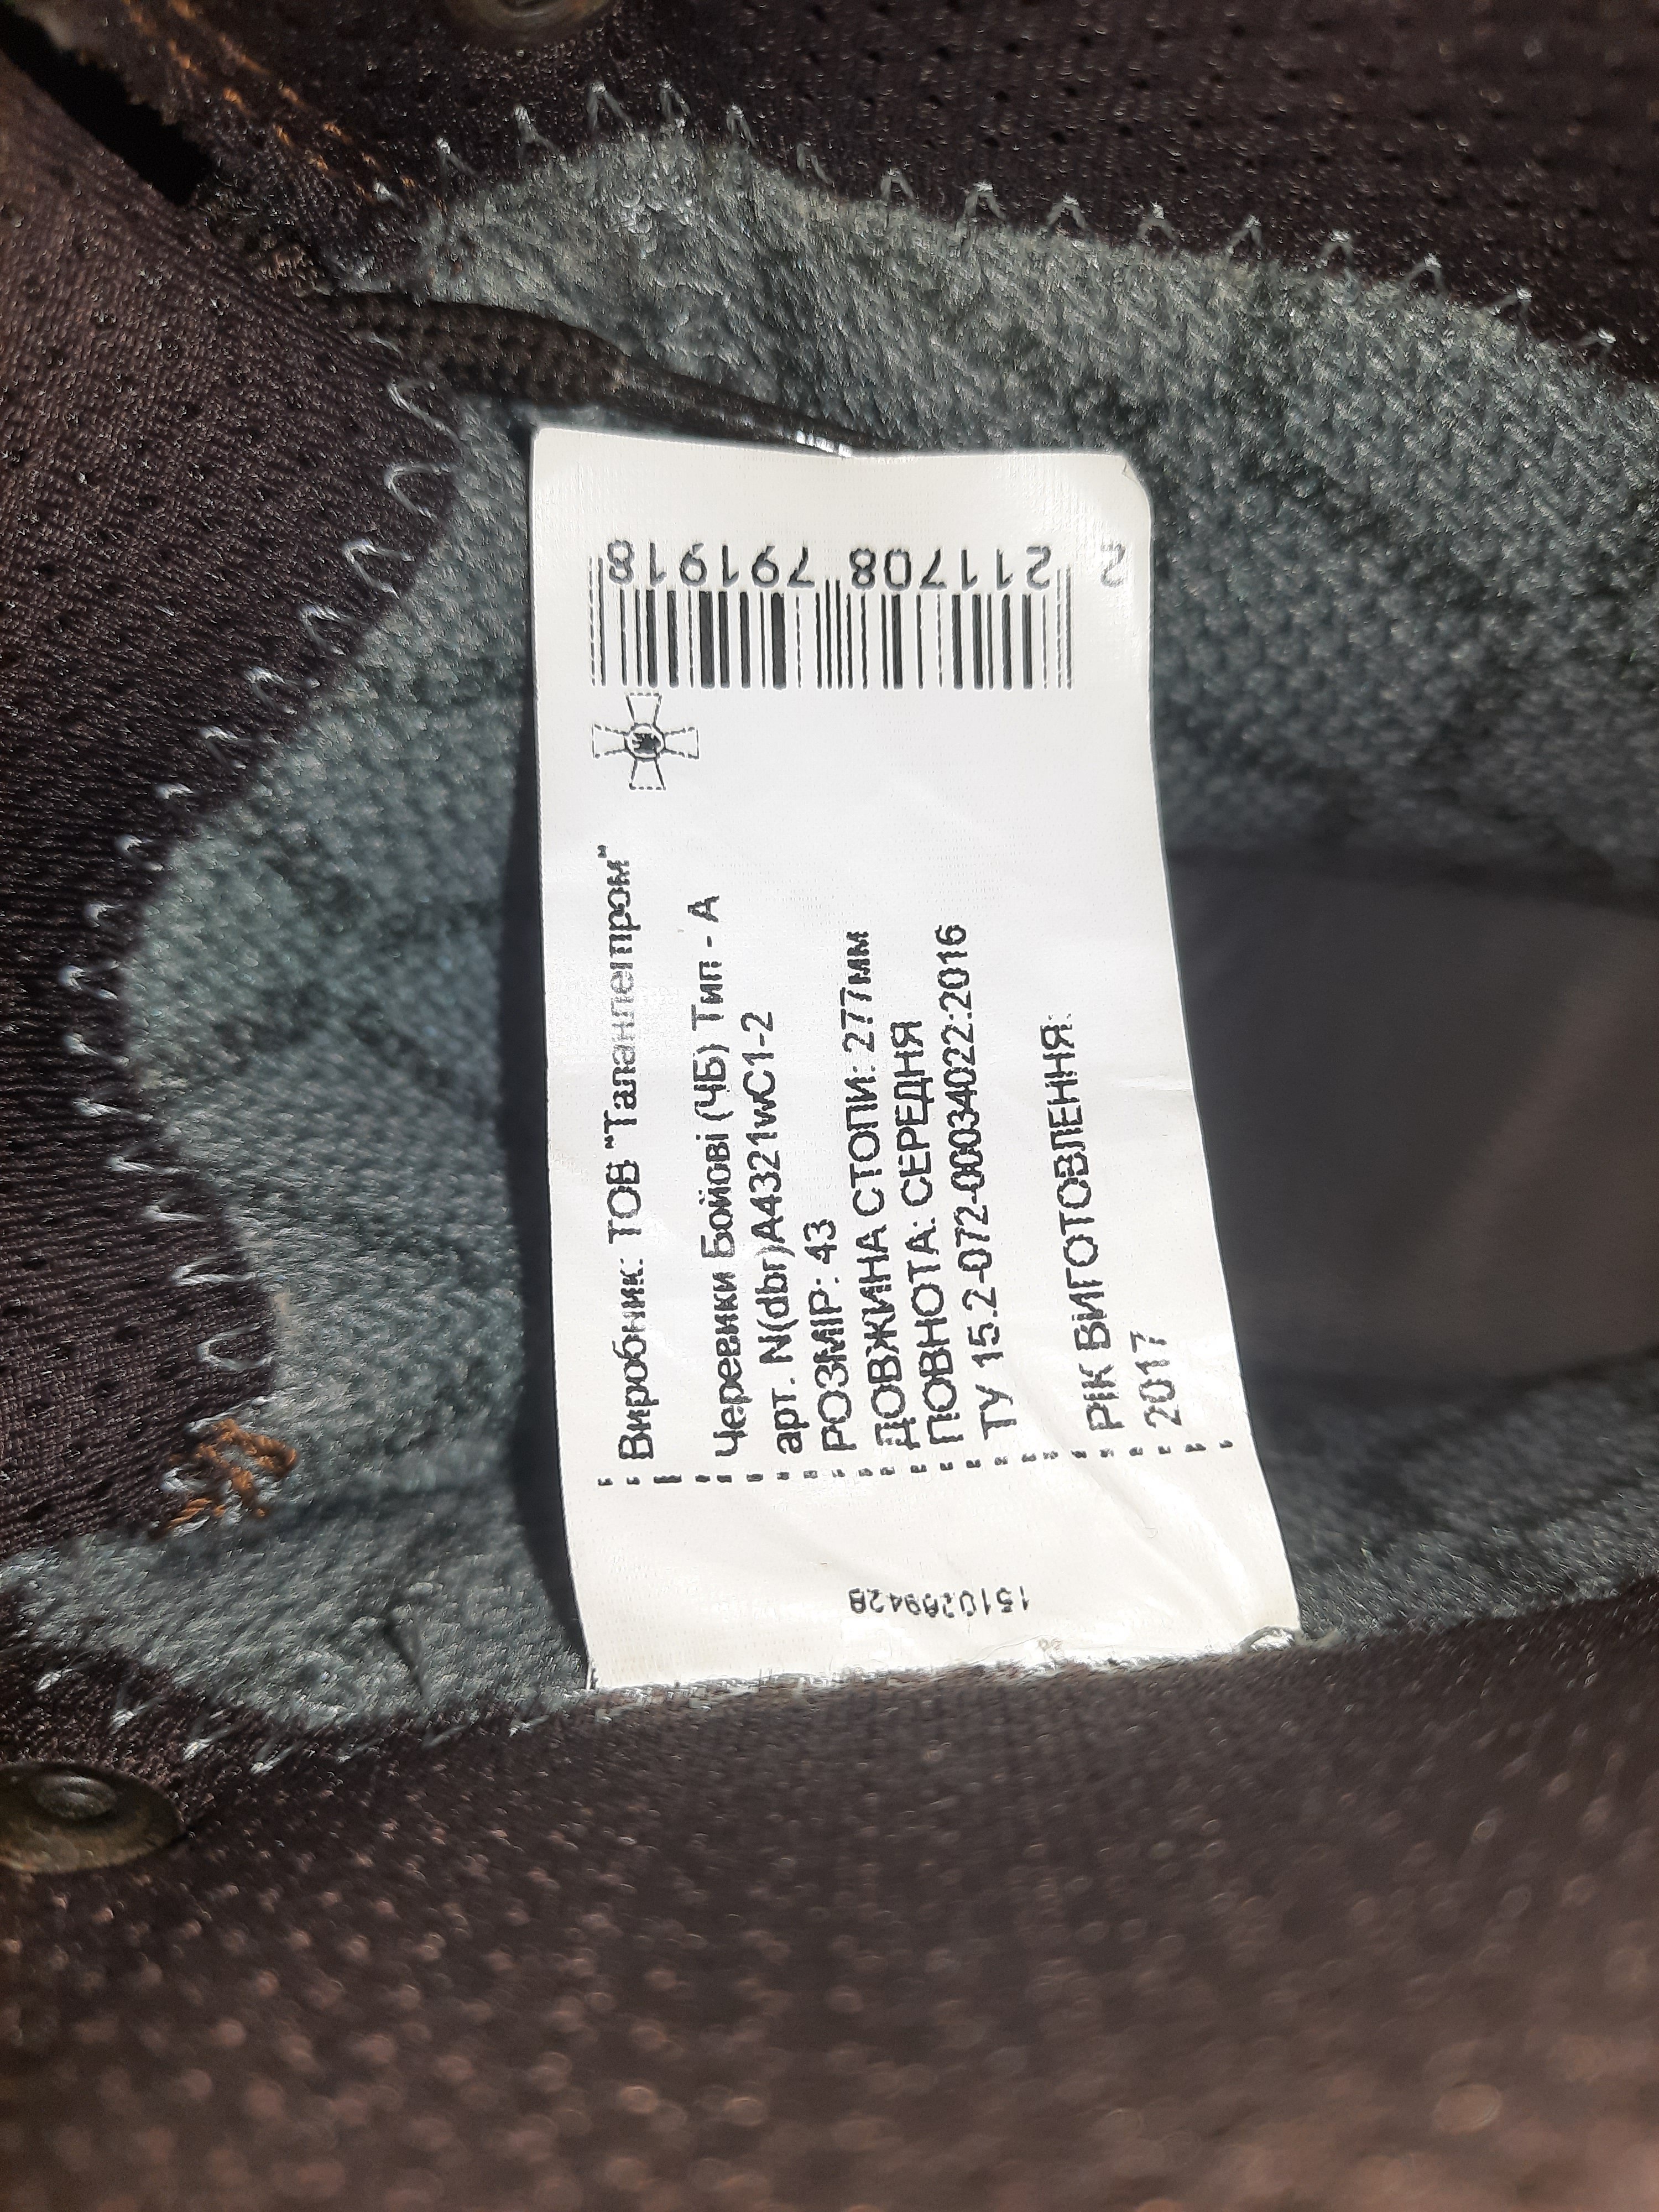 Виробник: ТОВ "Таланлегпром"
Черевики Бойові (ЧБ) Тип - А
арт. N(dbr)A4321wC1-2
РОЗМІР: 43
ДОВЖИНА СТОПИ: 277мм
ПОВНОТА: СЕРЕДНЯ
ТУ 15.2-072-00034022:2016
РІК ВИГОТОВЛЕННЯ:
2017
2 211708 791918